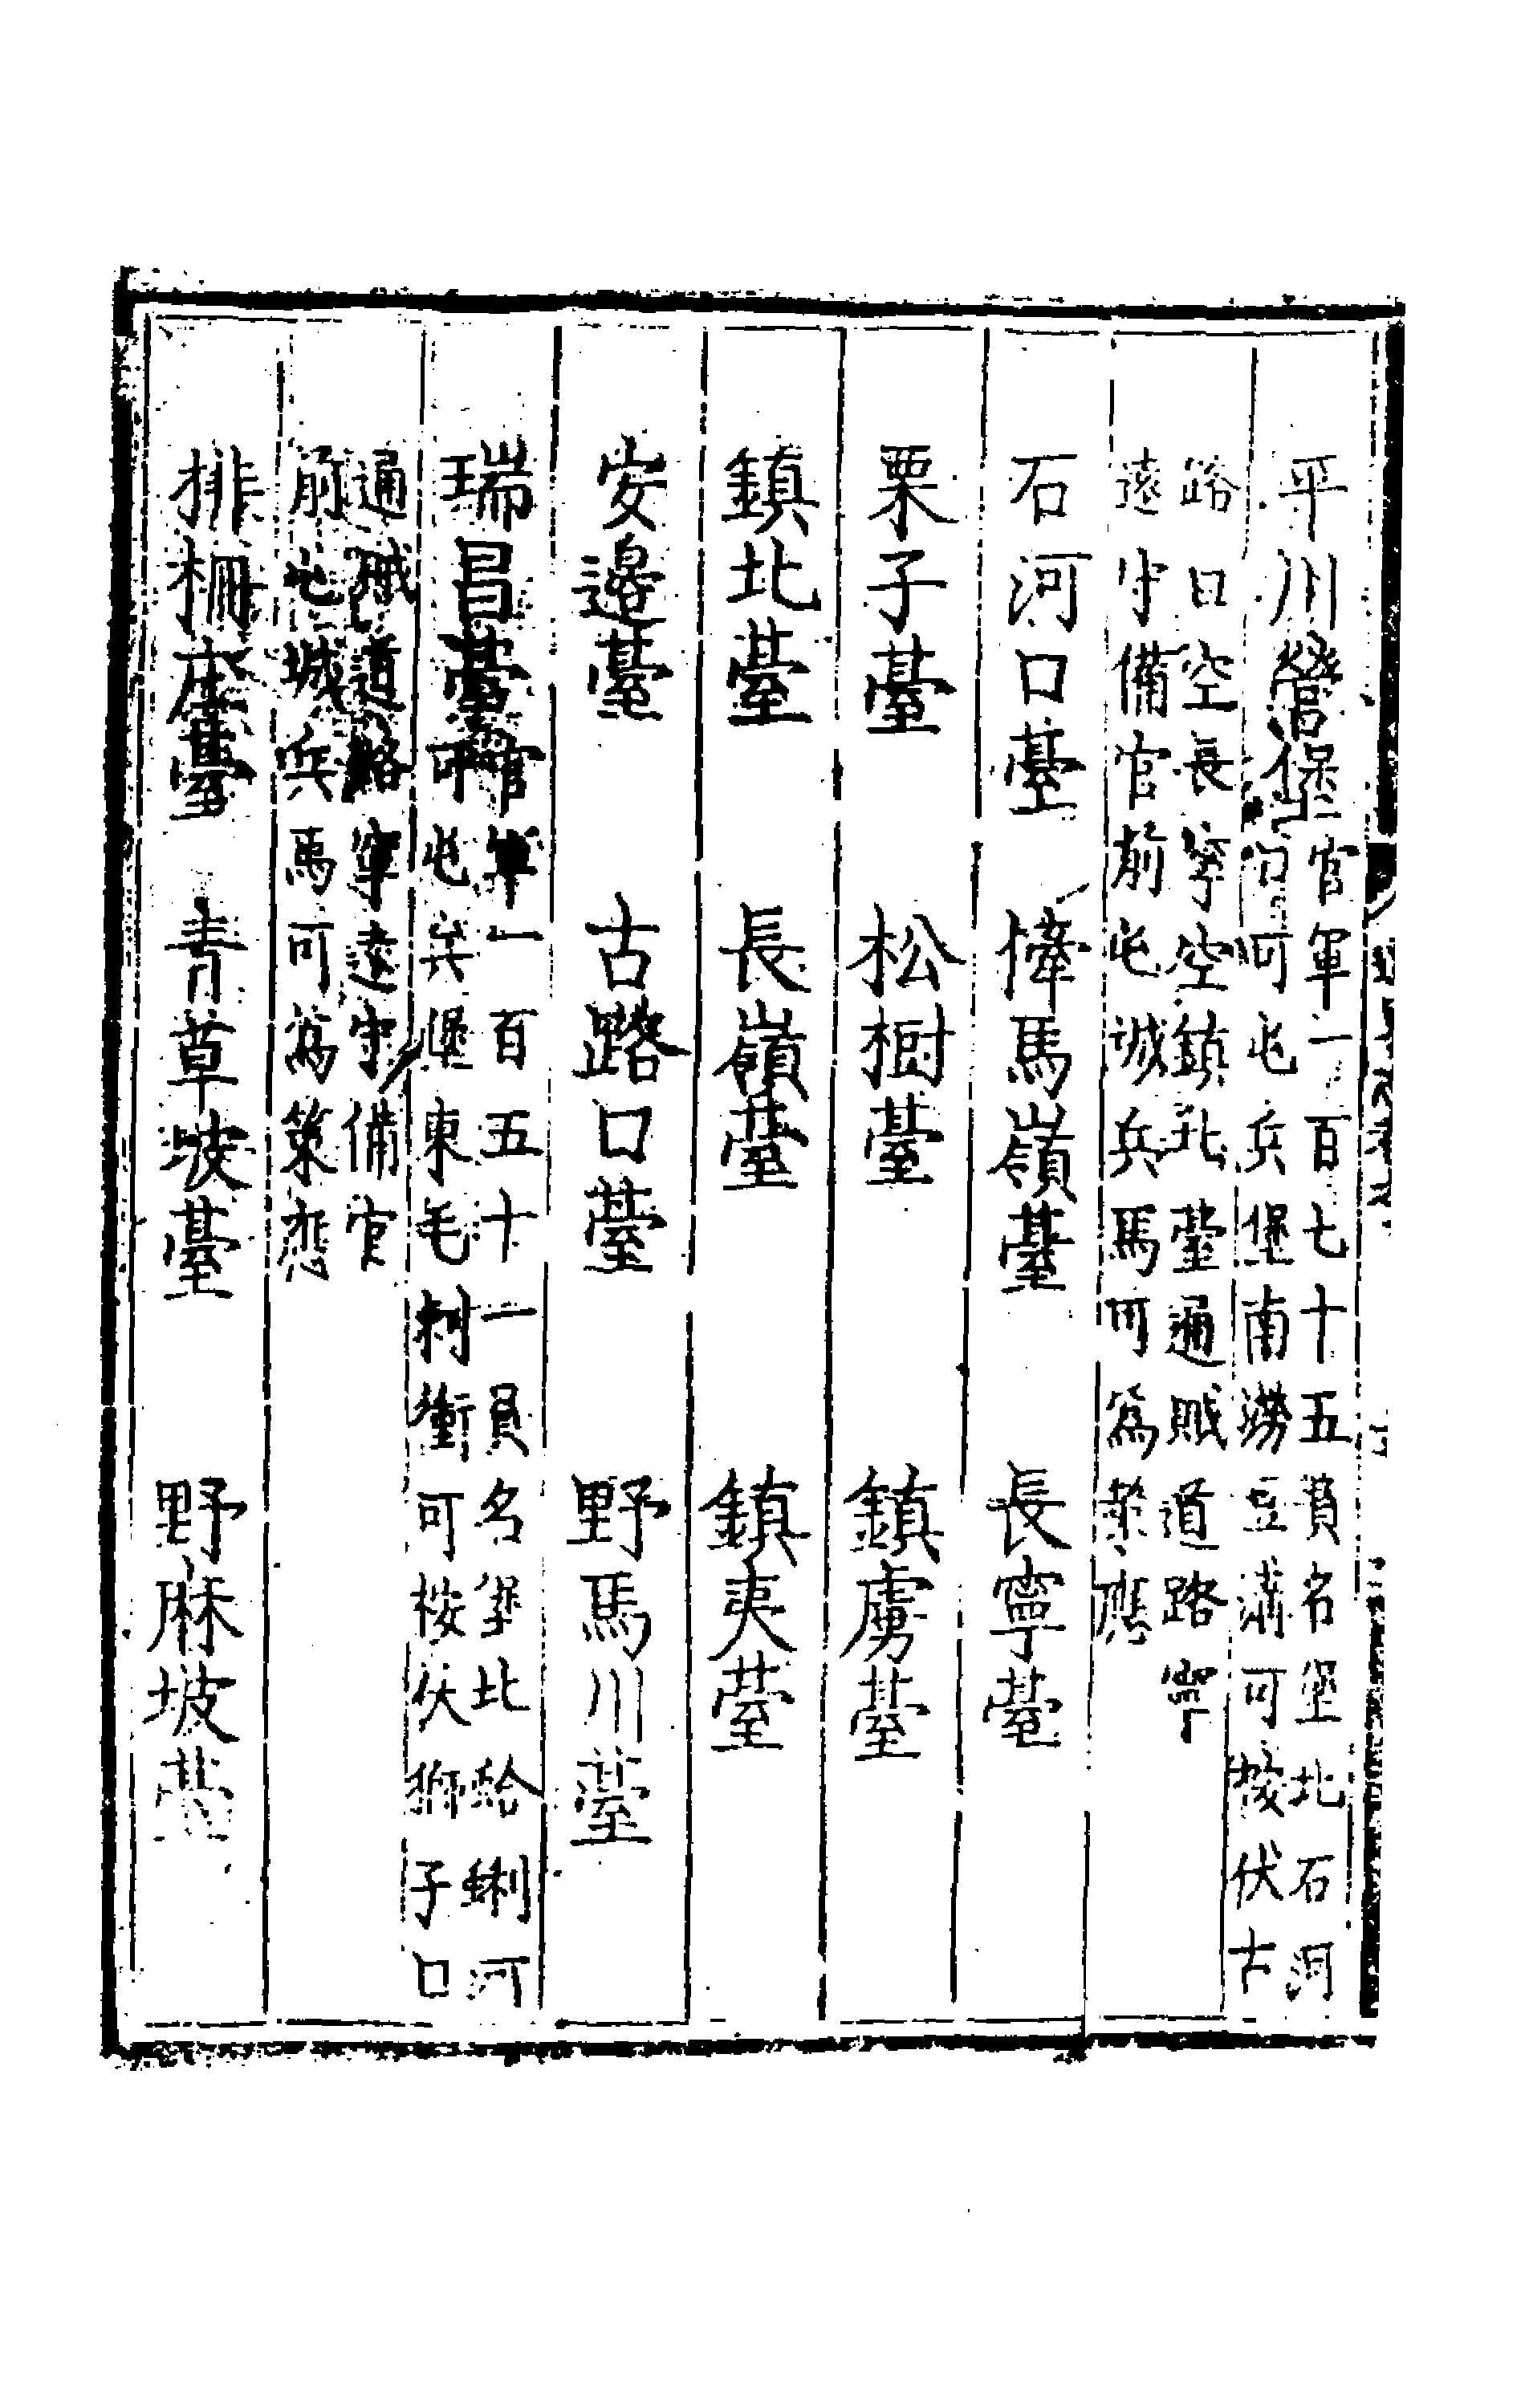 平川營堡官軍一百七十五員名堡北石河
口可屯兵堡南澇豆溝可按伏古
路口空長寧空鎮北臺通賊道路寧
遠守備官前屯城兵馬可為策應
石河口臺　馬嶺臺　長寧臺
栗子臺　松樹臺　鎮虜臺
鎮北臺　長嶺臺　鎮夷臺
安邊臺　古路口臺　野馬川臺
瑞昌臺官軍一百五十一員名堡北蛤蜊河
可屯兵堡東毛刺衝可按伏獅子口
通賊道路寧遠守備官
前屯城兵馬可為策應
排柵臺　青草坡臺　野麻坡臺